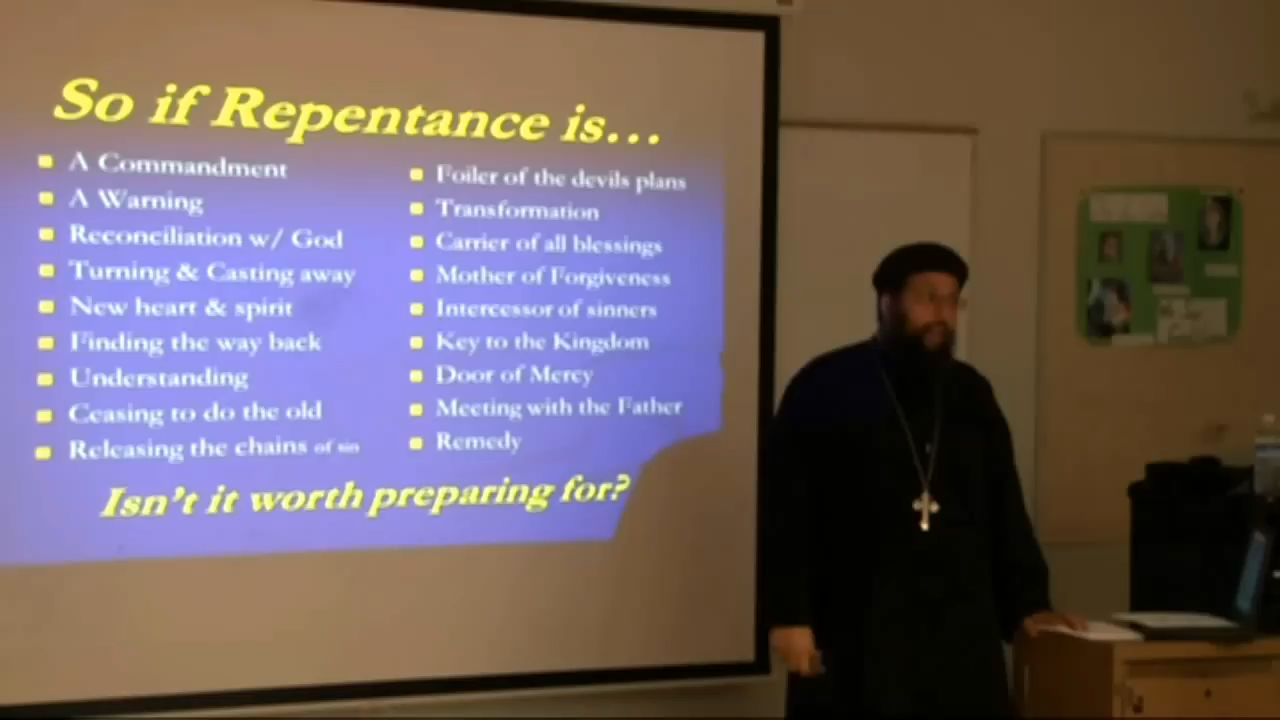 So if Repentance is...
A Commandment
A Warning
Reconciliation w/ God
Turning & Casting away
New heart & spirit
Finding the way back
Understanding
Ceasing to do the old
Releasing the chains of sin
Foiler of the devils plans
Transformation
Carrier of all blessings
Mother of Forgiveness
Intercessor of sinners
Key to the Kingdom
Door of Mercy
Meeting with the Father
Remedy
Isn't it worth preparing for?